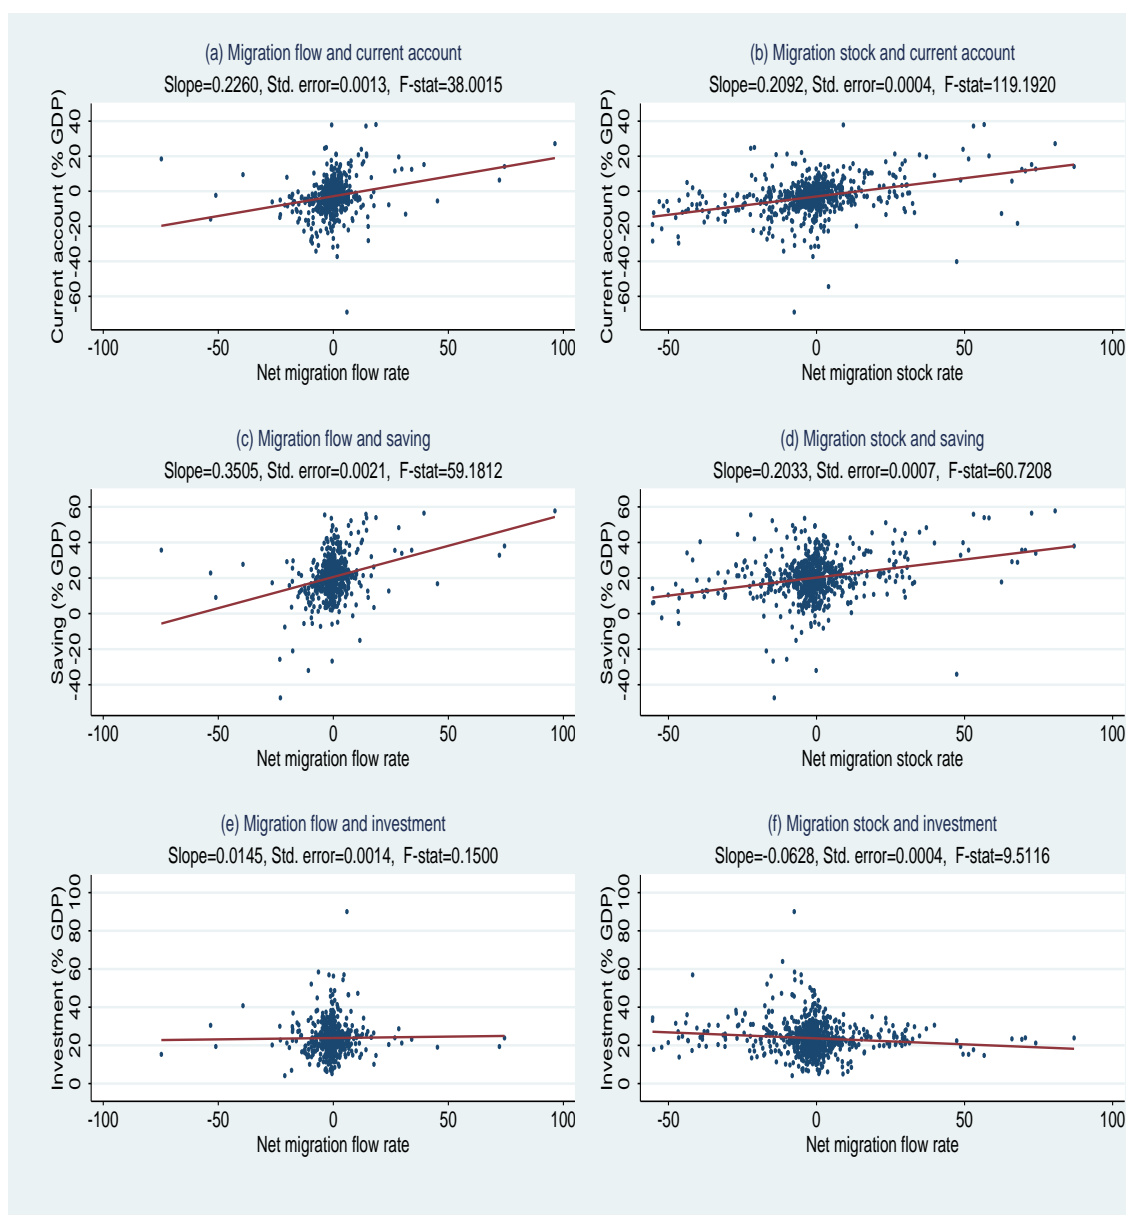 (a) Migration flow and current account
Slope=0.2260, Std. error=0.0013, F-stat=38.0015
Current account (% GDP)
40
20
0
-20
-40
-60
-100 -50 0 50 100
Net migration flow rate
(b) Migration stock and current account
Slope=0.2092, Std. error=0.0004, F-stat=119.1920
Current account (% GDP)
40
20
0
-20
-40
-60
-50 0 50 100
Net migration stock rate
(c) Migration flow and saving
Slope=0.3505, Std. error=0.0021, F-stat=59.1812
Saving (% GDP)
60
40
20
0
-20
-40
-100 -50 0 50 100
Net migration flow rate
(d) Migration stock and saving
Slope=0.2033, Std. error=0.0007, F-stat=60.7208
Saving (% GDP)
60
40
20
0
-20
-40
-50 0 50 100
Net migration stock rate
(e) Migration flow and investment
Slope=0.0145, Std. error=0.0014, F-stat=0.1500
Investment (% GDP)
100
80
60
40
20
0
-100 -50 0 50 100
Net migration flow rate
(f) Migration stock and investment
Slope=-0.0628, Std. error=0.0004, F-stat=9.5116
Investment (% GDP)
100
80
60
40
20
0
-50 0 50 100
Net migration flow rate